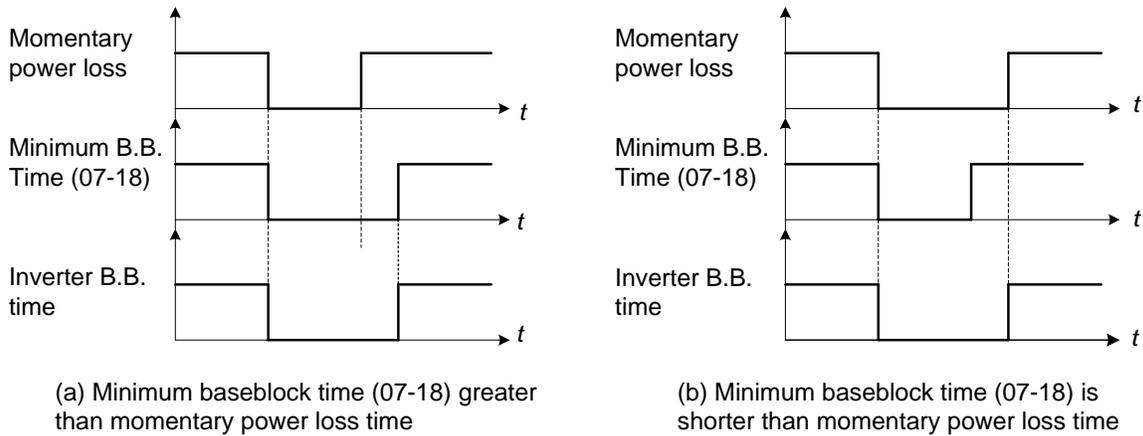 Momentary
power loss
t
Minimum B.B.
Time (07-18)
t
Inverter B.B.
time
t
(a) Minimum baseblock time (07-18) greater
than momentary power loss time
Momentary
power loss
t
Minimum B.B.
Time (07-18)
t
Inverter B.B.
time
t
(b) Minimum baseblock time (07-18) is
shorter than momentary power loss time